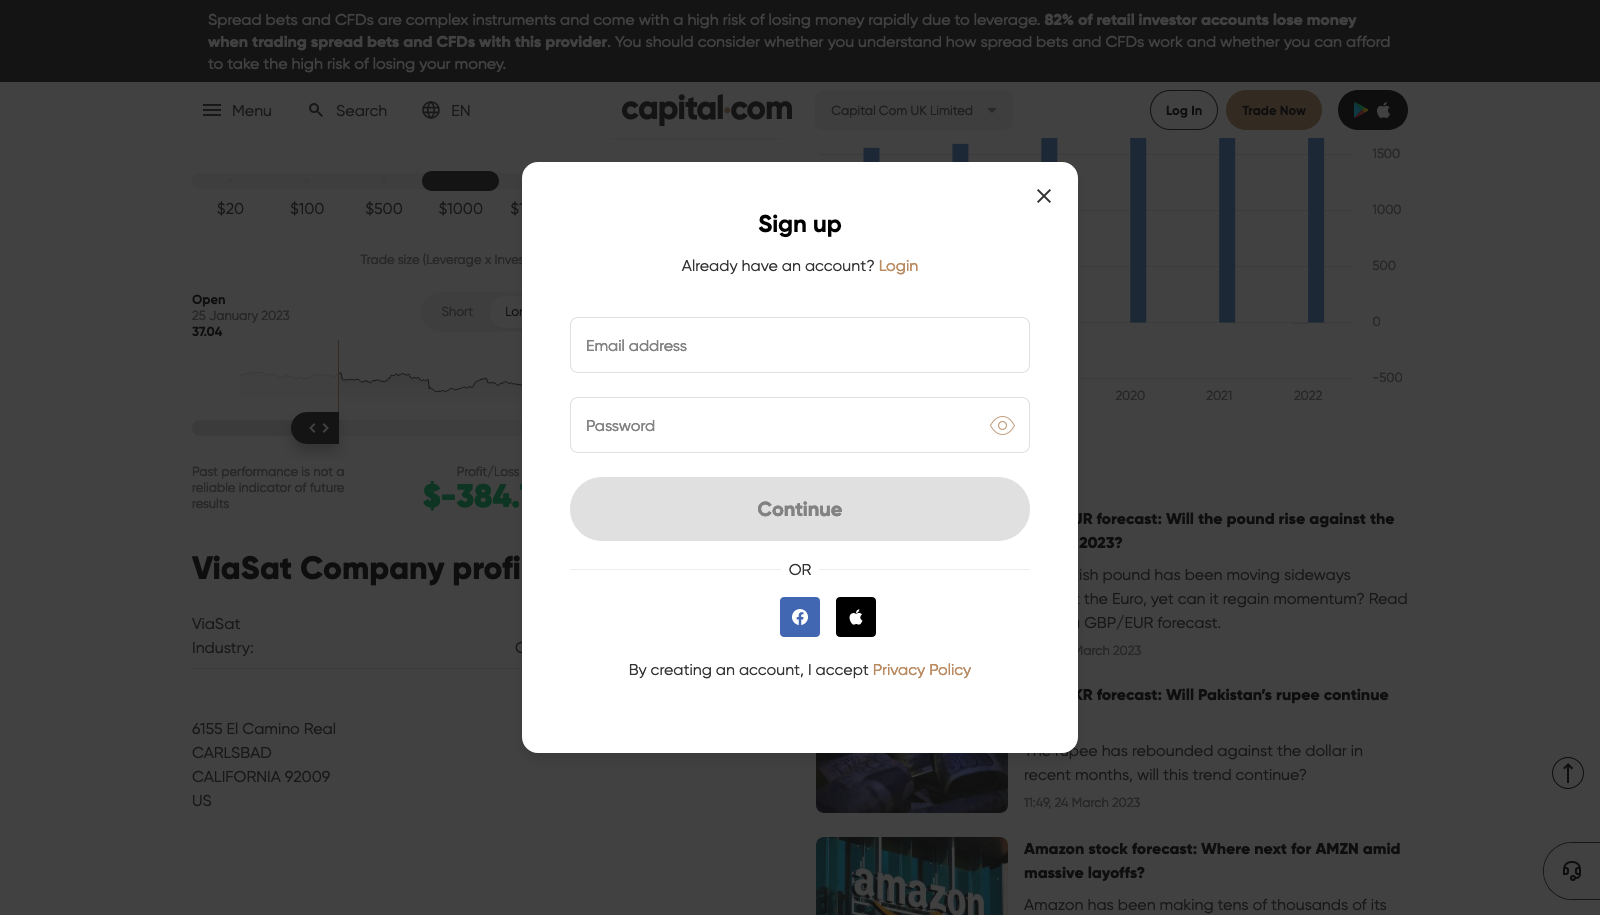 Spread bets and CFDs are complex instruments and come with a high risk of losing money rapidly due to leverage. 82% of retail investor accounts lose money
when trading spread bets and CFDs with this provider. You should consider whether you understand how spread bets and CFDs work and whether you can afford
to take the high risk of losing your money.
Menu
Search
EN
capital.com
Capital Com UK Limited
Log In
Trade Now
$20
$100
$500
$1000
Trade size (Leverage x
Open
25 January 2023
37.04
Short
Past performance is not a
reliable indicator of future
results
Profit/Loss
$-384.
ViaSat Company
ViaSat
Industry:
6155 El Camino Real
CARLSBAD
CALIFORNIA 92009
US
Sign up
Already have an account? Login
Email address
Password
Continue
OR
By creating an account, I accept Privacy Policy
1500
1000
500
0
-500
2020
2021
2022
forecast: Will the pound rise against the
2023?
pound has been moving sideways
the Euro, yet can it regain momentum? Read
GBP/EUR forecast.
March 2023
forecast: Will Pakistan’s rupee continue
The rupee has rebounded against the dollar in
recent months, will this trend continue?
11:49, 24 March 2023
amazon
Amazon stock forecast: Where next for AMZN amid
massive layoffs?
Amazon has been making tens of thousands of its